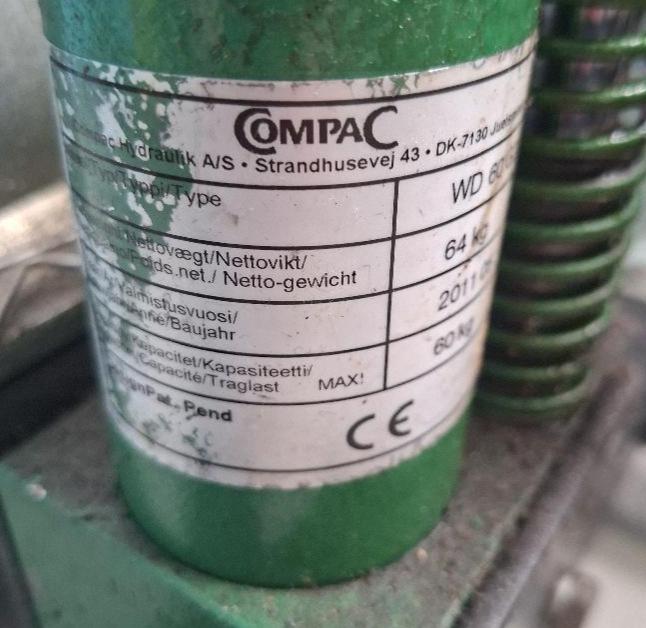 COMPAC
Hydraulik A/S • Strandhusevej 43 • DK-7130
Type WD
Nettovægt/Nettovikt/ 64 kg
net./ Netto-gewicht
Valmistusvuosi/ 2011
Baujahr
Kapacitet/Kapasiteetti/ 60 kg
Capacité/Traglast MAX!
Pat. Pend
CE